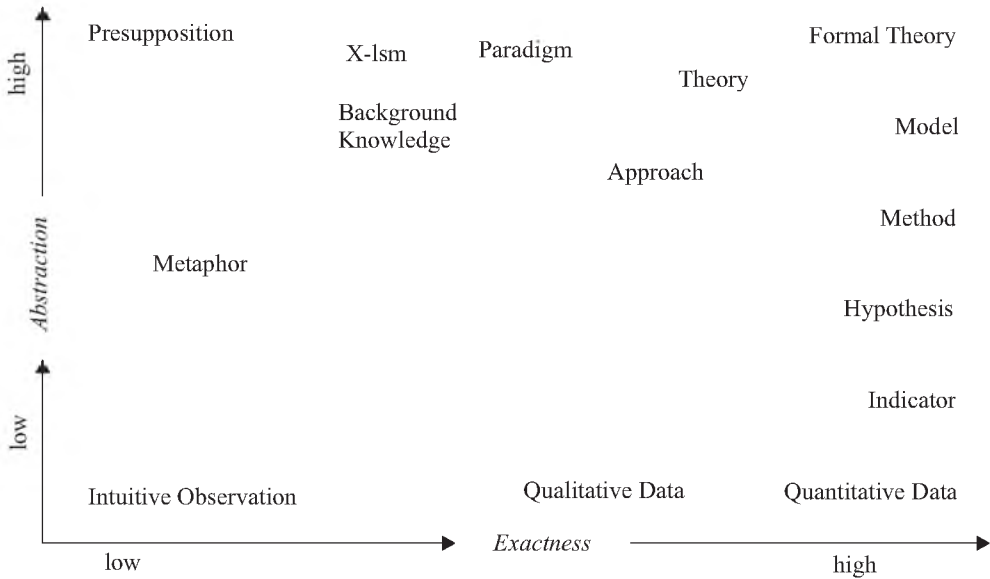 Presupposition
X-lsm
Paradigm
Formal Theory
Theory
Background
Knowledge
Model
Approach
Method
Metaphor
Hypothesis
Indicator
Intuitive Observation
Qualitative Data
Quantitative Data
high
Abstraction
low
low
Exactness
high